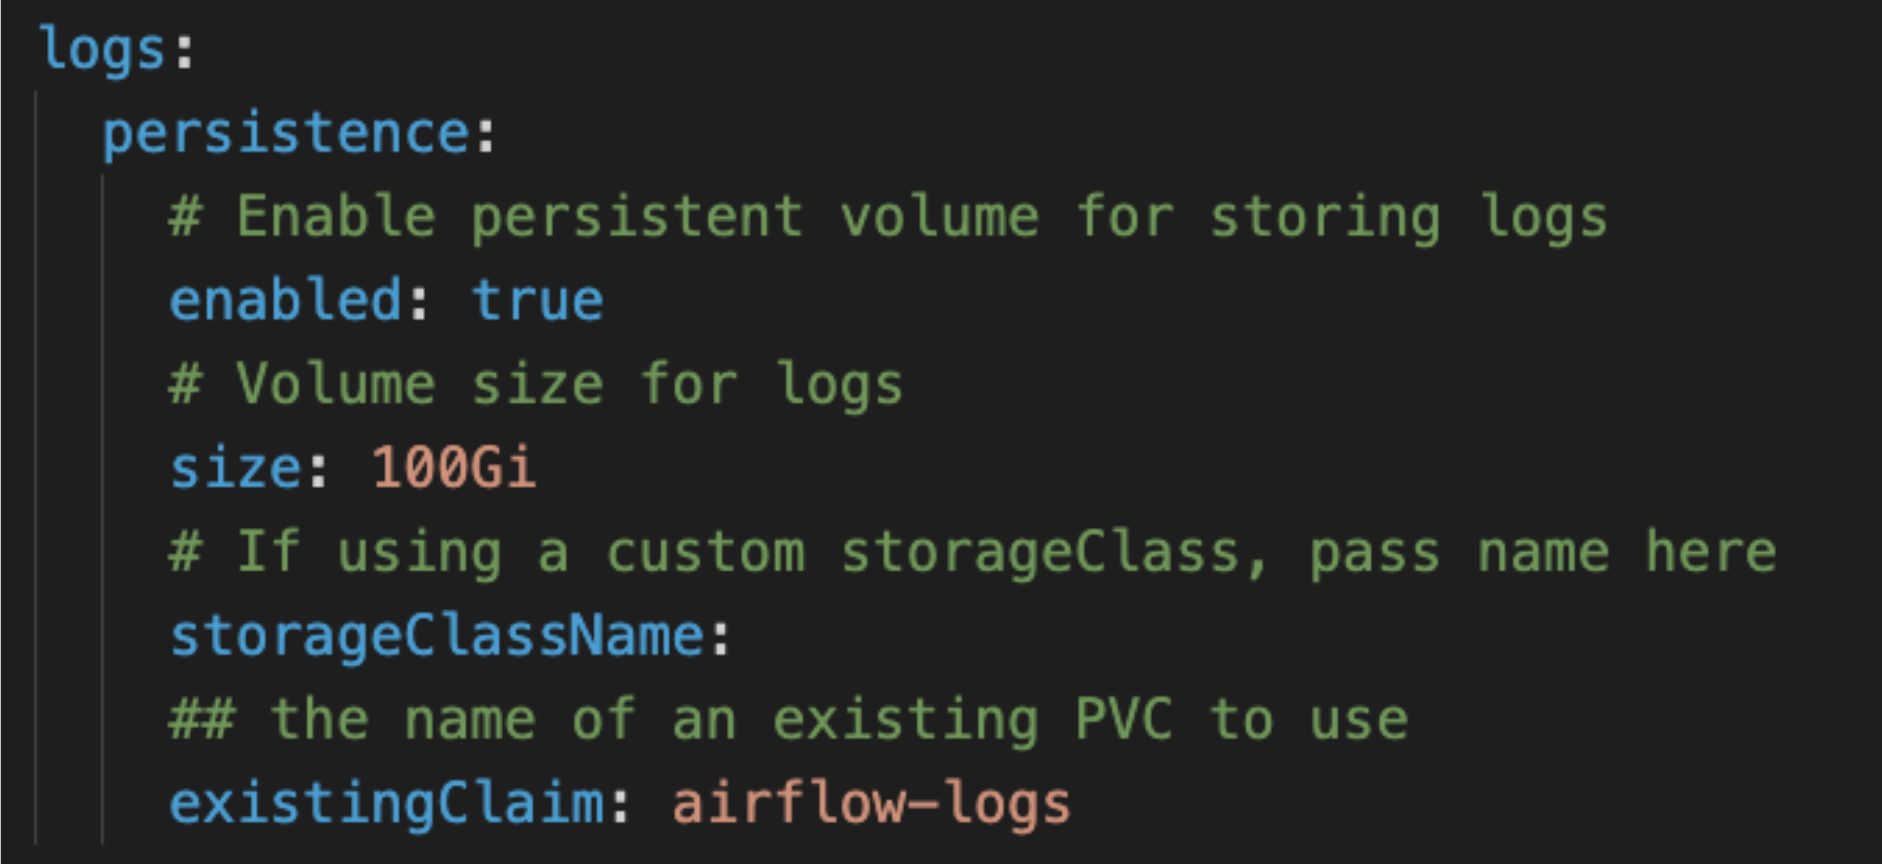 logs:
  persistence:
    # Enable persistent volume for storing logs
    enabled: true
    # Volume size for logs
    size: 100Gi
    # If using a custom storageClass, pass name here
    storageClassName:
    ## the name of an existing PVC to use
    existingClaim: airflow-logs